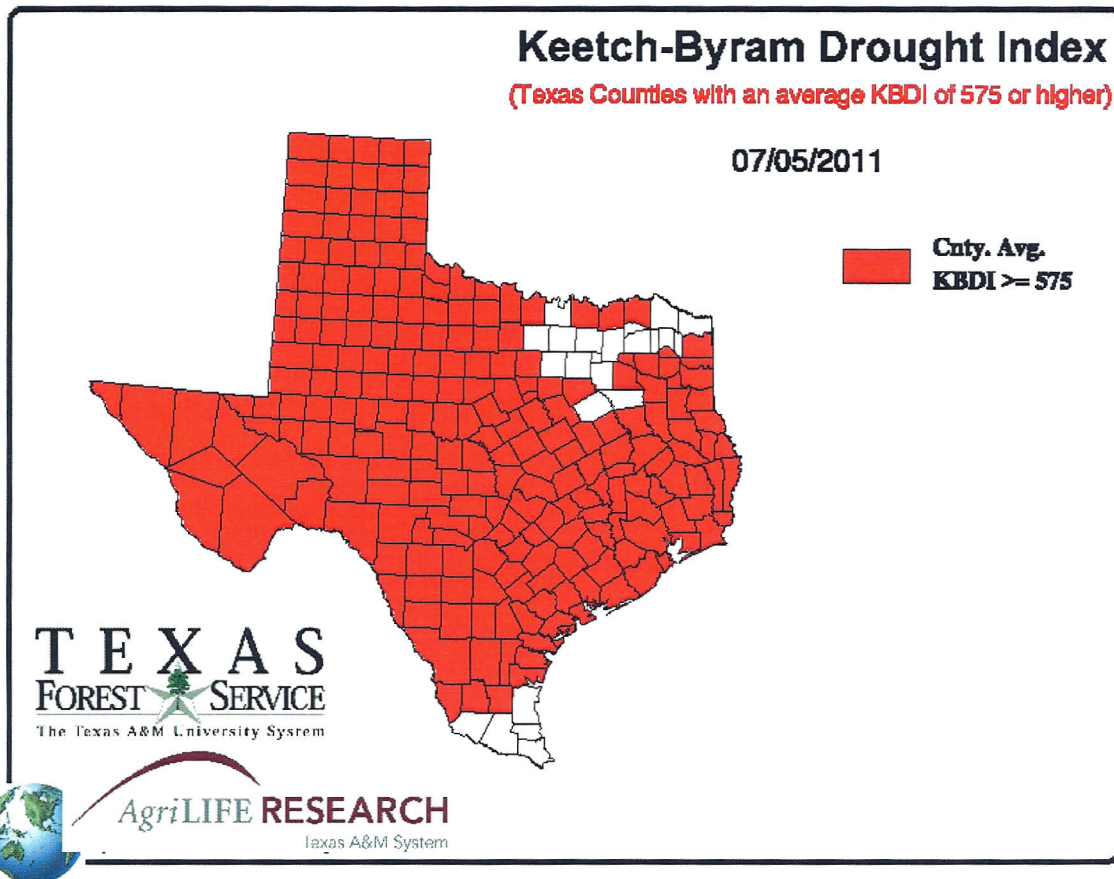 Keetch-Byram Drought Index
(Texas Counties with an average KBDI of 575 or higher)
07/05/2011
Cnty. Avg.
KBDI >= 575
TEXAS
FOREST SERVICE
The Texas A&M University System
AgriLIFE RESEARCH
Texas A&M System